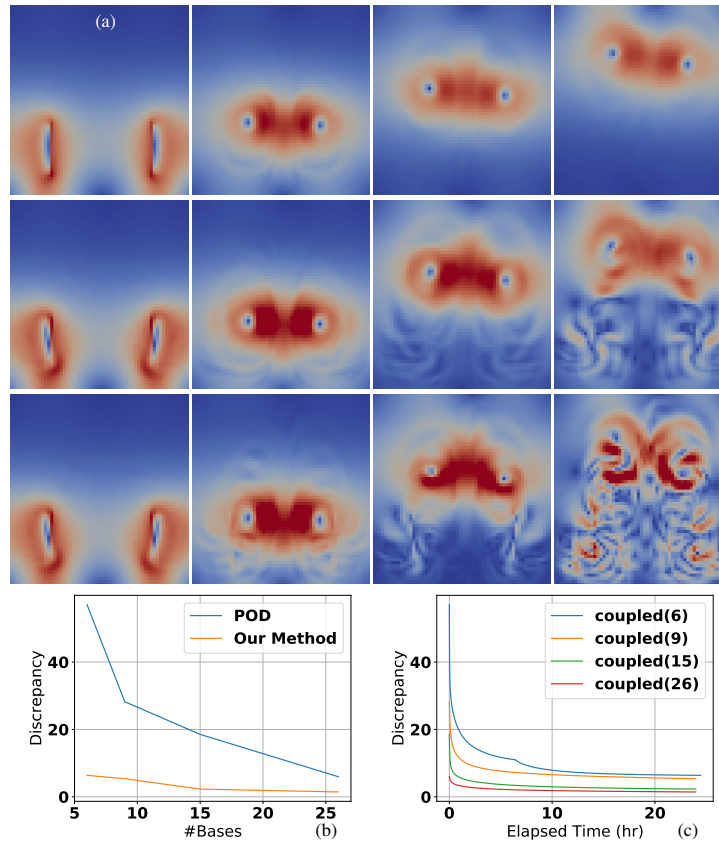 (a)
POD
Our Method
Discrepancy
40
20
0
5
10
15
20
25
#Bases
(b)
coupled(6)
coupled(9)
coupled(15)
coupled(26)
Discrepancy
40
20
0
0
20
Elapsed Time (hr)
(c)